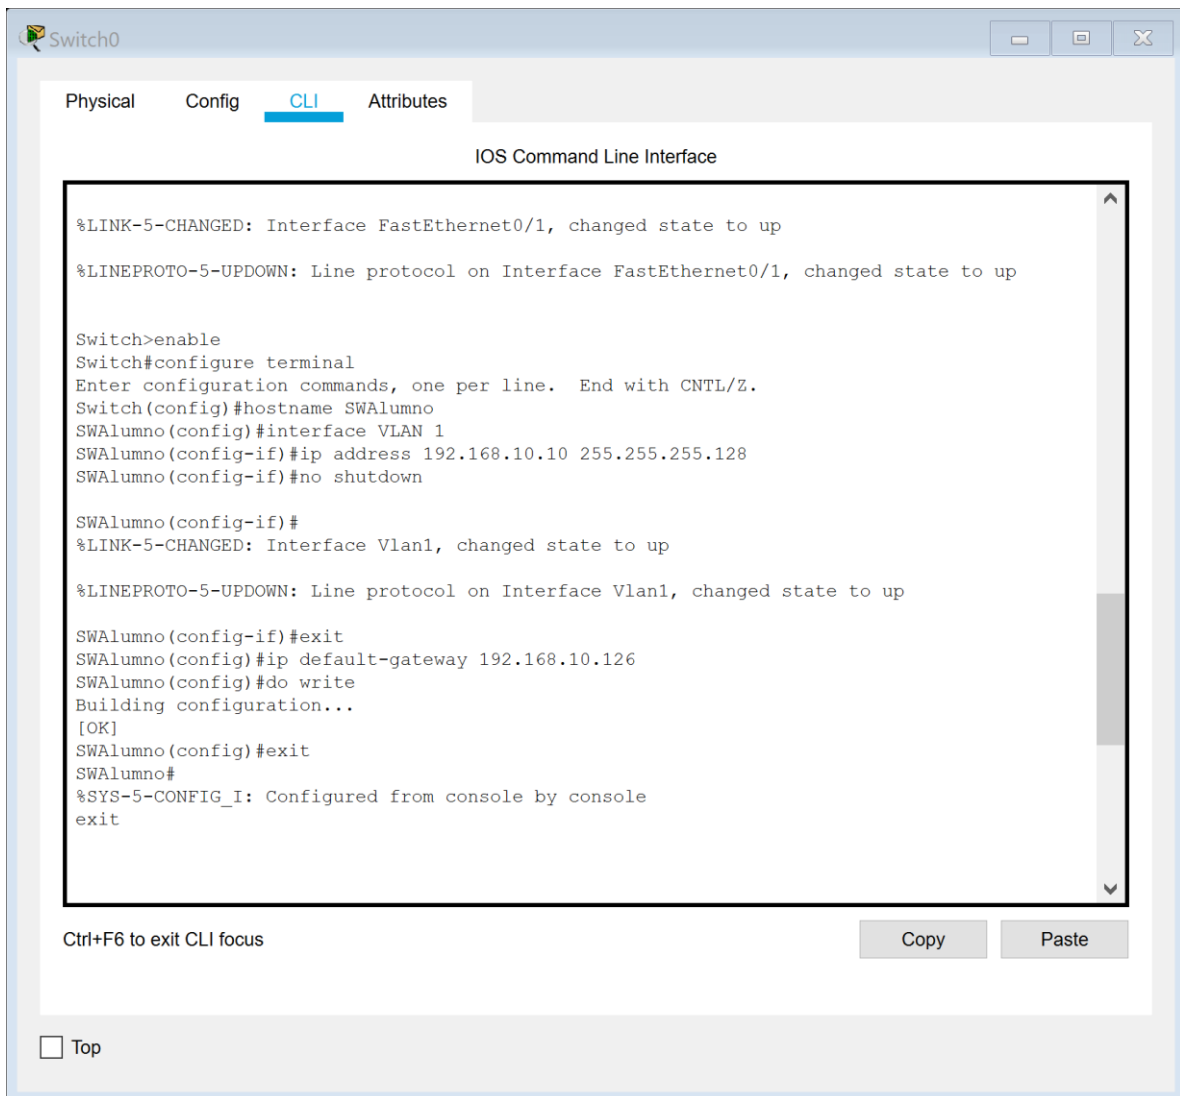 Switch0
Physical Config CLI Attributes
IOS Command Line Interface
%LINK-5-CHANGED: Interface FastEthernet0/1, changed state to up
%LINEPROTO-5-UPDOWN: Line protocol on Interface FastEthernet0/1, changed state to up
Switch>enable
Switch#configure terminal
Enter configuration commands, one per line.  End with CNTL/Z.
Switch(config)#hostname SWAlumno
SWAlumno(config)#interface VLAN 1
SWAlumno(config-if)#ip address 192.168.10.10 255.255.255.128
SWAlumno(config-if)#no shutdown
SWAlumno(config-if)#
%LINK-5-CHANGED: Interface Vlan1, changed state to up
%LINEPROTO-5-UPDOWN: Line protocol on Interface Vlan1, changed state to up
SWAlumno(config-if)#exit
SWAlumno(config)#ip default-gateway 192.168.10.126
SWAlumno(config)#do write
Building configuration...
[OK]
SWAlumno(config)#exit
SWAlumno#
%SYS-5-CONFIG_I: Configured from console by console
exit
Ctrl+F6 to exit CLI focus
Copy Paste
Top